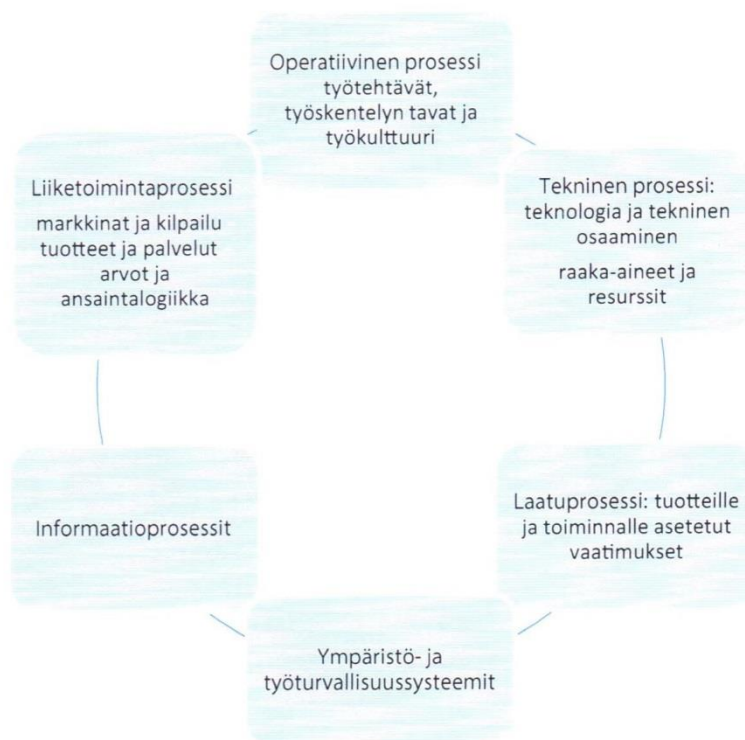 Operatiivinen prosessi
työtehtävät,
työskentelyn tavat ja
työkulttuuri
Tekninen prosessi:
teknologia ja tekninen
osaaminen
raaka-aineet ja
resurssit
Laatuprosessi: tuotteille
ja toiminnalle asetetut
vaatimukset
Ympäristö- ja
työturvallisuussysteemit
Informaatioprosessit
Liiketoimintaprosessi
markkinat ja kilpailu
tuotteet ja palvelut
arvot ja
ansaintalogiikka